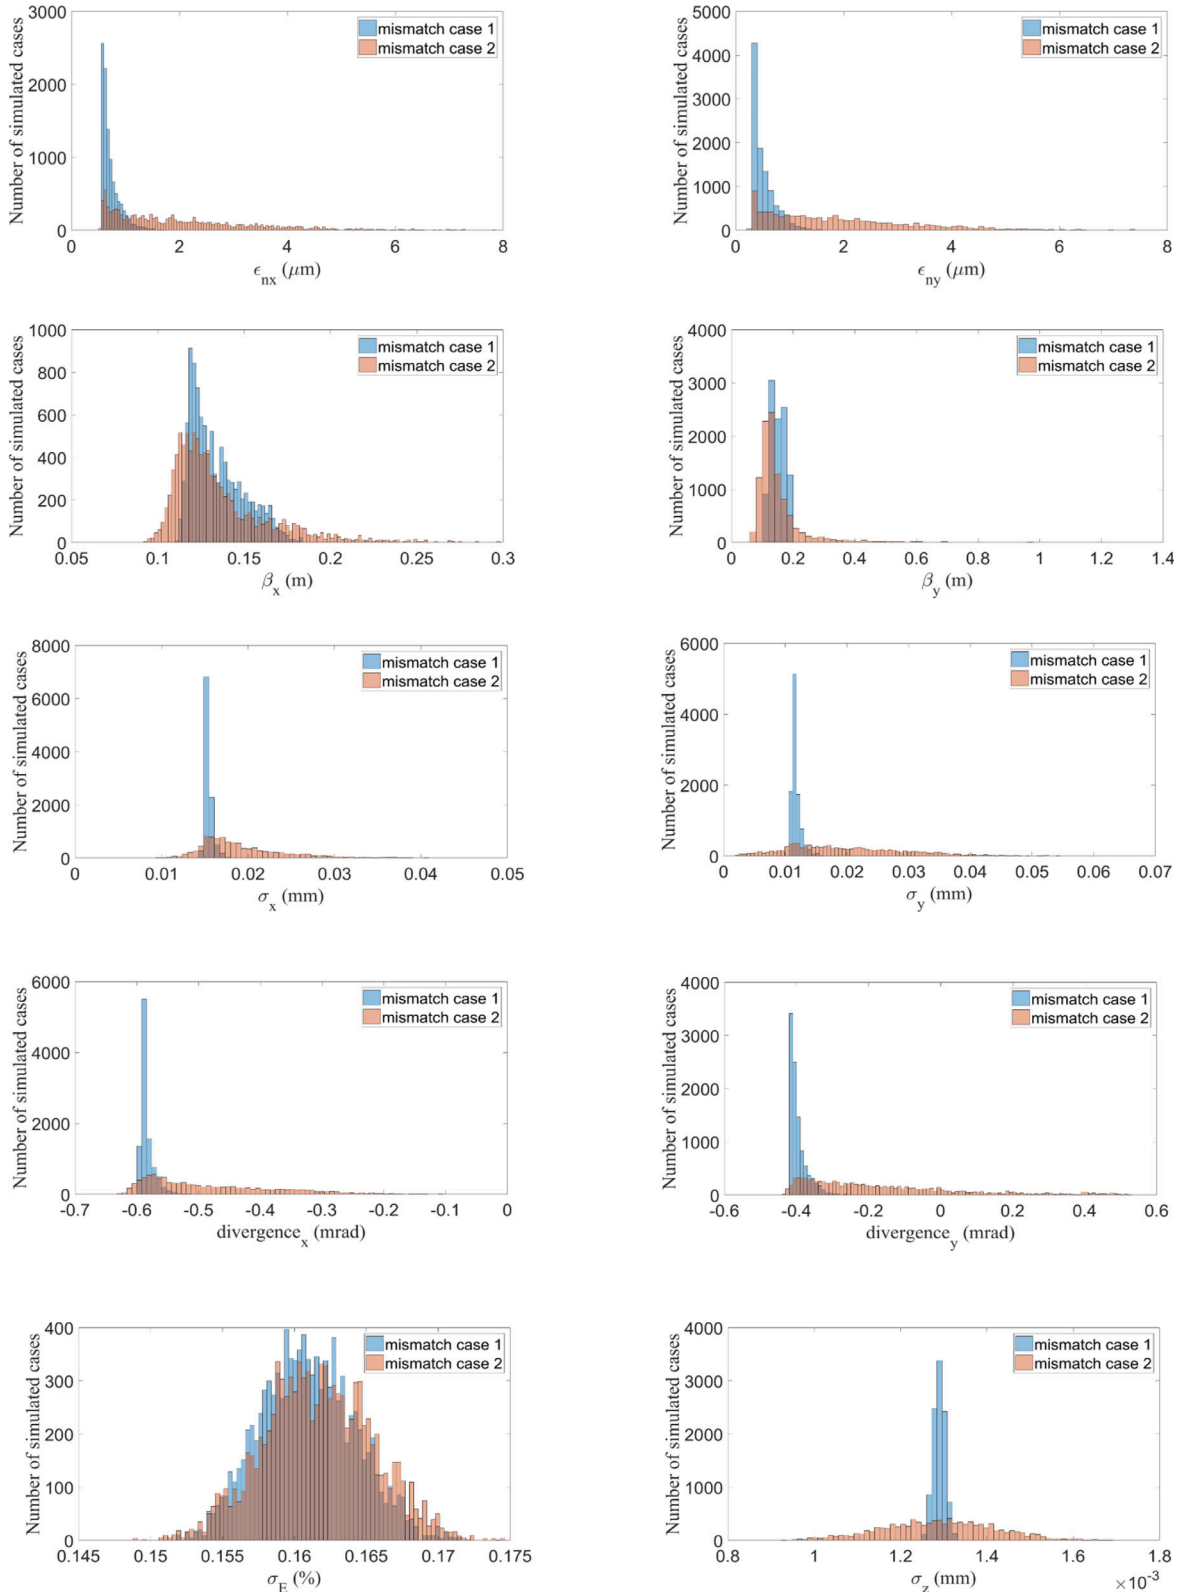 Number of simulated cases
3000
2000
1000
0
0 2 4 6 8
ϵnx (μm)
mismatch case 1
mismatch case 2
Number of simulated cases
5000
4000
3000
2000
1000
0
0 2 4 6 8
ϵny (μm)
mismatch case 1
mismatch case 2
Number of simulated cases
1000
800
600
400
200
0
0.05 0.1 0.15 0.2 0.25 0.3
βx (m)
mismatch case 1
mismatch case 2
Number of simulated cases
4000
3000
2000
1000
0
0 0.2 0.4 0.6 0.8 1 1.2 1.4
βy (m)
mismatch case 1
mismatch case 2
Number of simulated cases
8000
6000
4000
2000
0
0 0.01 0.02 0.03 0.04 0.05
σx (mm)
mismatch case 1
mismatch case 2
Number of simulated cases
6000
4000
2000
0
0 0.01 0.02 0.03 0.04 0.05 0.06 0.07
σy (mm)
mismatch case 1
mismatch case 2
Number of simulated cases
6000
4000
2000
0
-0.7 -0.6 -0.5 -0.4 -0.3 -0.2 -0.1 0
divergencex (mrad)
mismatch case 1
mismatch case 2
Number of simulated cases
4000
3000
2000
1000
0
-0.6 -0.4 -0.2 0 0.2 0.4 0.6
divergencey (mrad)
mismatch case 1
mismatch case 2
Number of simulated cases
400
300
200
100
0
0.145 0.15 0.155 0.16 0.165 0.17 0.175
σE (%)
mismatch case 1
mismatch case 2
Number of simulated cases
4000
3000
2000
1000
0
0.8 1 1.2 1.4 1.6 1.8
×10-3
σz (mm)
mismatch case 1
mismatch case 2